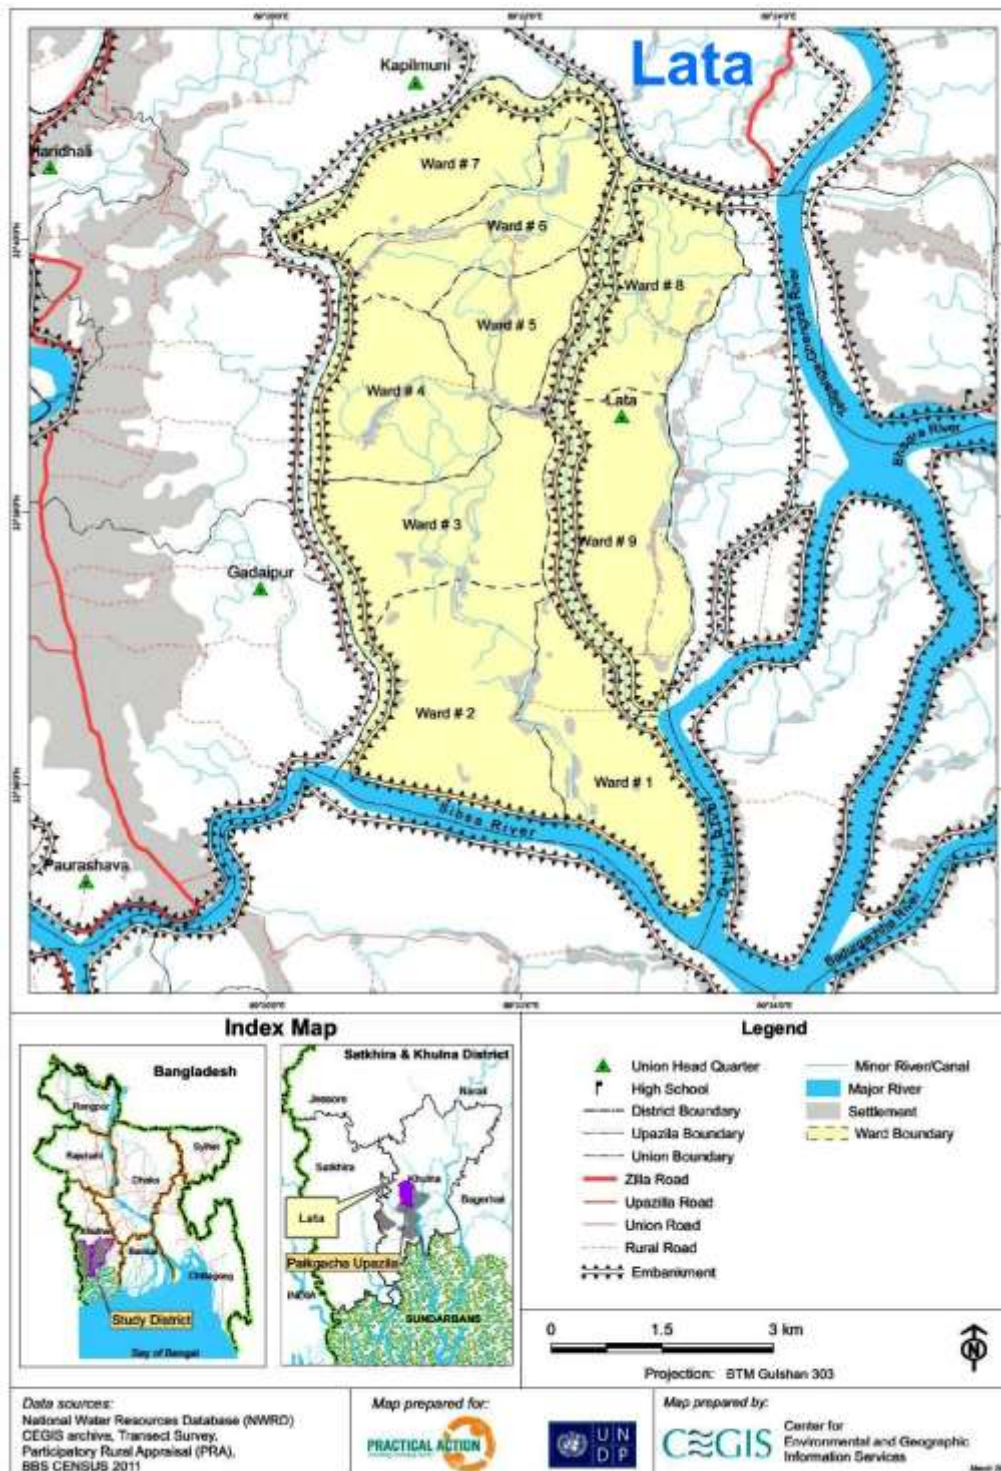 Lata
Kapilmuni
Haridhali
Ward # 7
Ward # 6
Ward # 8
Ward # 5
Ward # 4
Lata
Bhadra River
Ward # 3
Ward # 9
Gadaipur
Ward # 2
Ward # 1
Sibsa River
Paurashava
Badurgachha River
Index Map
Bangladesh
Rangpur
Rajshahi
Sylhet
Dhaka
Khulna
Barisal
Chittagong
Study District
Bay of Bengal
Satkhira & Khulna District
Jessore
Narail
Satkhira
Khulna
Bagerhat
Lata
Paikgacha Upazila
INDIA
SUNDARBANS
Legend
Union Head Quarter
High School
District Boundary
Upazila Boundary
Union Boundary
Zilla Road
Upazilla Road
Union Road
Rural Road
Embankment
Minor River/Canal
Major River
Settlement
Ward Boundary
0 1.5 3 km
Projection: BTM Gulshan 303
N
Data sources:
National Water Resources Database (NWRD)
CEGIS archive, Transect Survey,
Participatory Rural Appraisal (PRA),
BBS CENSUS 2011
Map prepared for:
PRACTICAL ACTION
U N
D P
Map prepared by:
CEGIS
Center for
Environmental and Geographic
Information Services